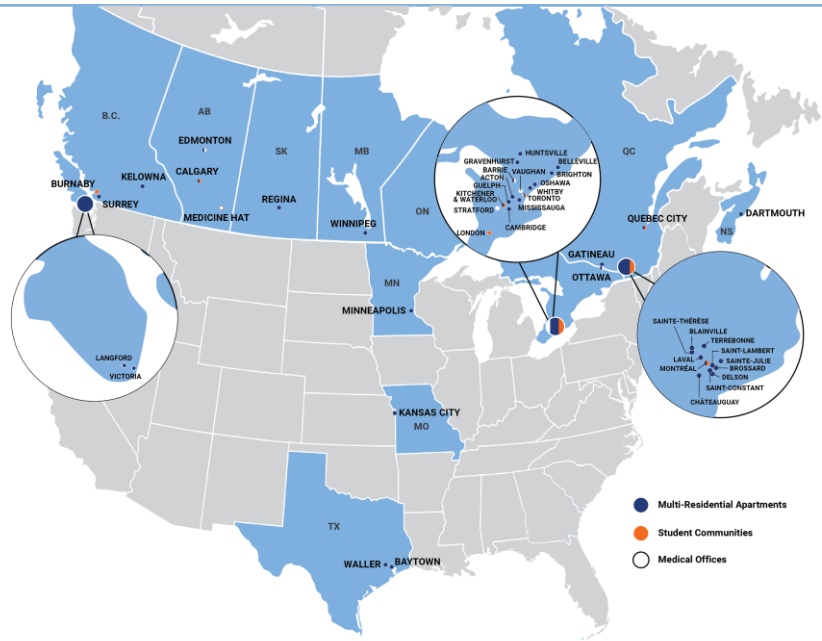 B.C.
AB
EDMONTON
CALGARY
KELOWNA
BURNABY
SURREY
MEDICINE HAT
SK
REGINA
MB
WINNIPEG
ON
HUNTSVILLE
GRAVENHURST
BELLEVILLE
BARRIE
VAUGHAN
BRIGHTON
ACTON
OSHAWA
GUELPH
WHITBY
KITCHENER
& WATERLOO
TORONTO
STRATFORD
MISSISSAUGA
CAMBRIDGE
LONDON
QC
QUEBEC CITY
DARTMOUTH
NS
GATINEAU
OTTAWA
MN
MINNEAPOLIS
LANGFORD
VICTORIA
SAINTE-THÉRÈSE
BLAINVILLE
TERREBONNE
SAINT-LAMBERT
LAVAL
SAINTE-JULIE
MONTRÉAL
BROSSARD
DELSON
SAINT-CONSTANT
CHÂTEAUGUAY
KANSAS CITY
MO
TX
WALLER
BAYTOWN
Multi-Residential Apartments
Student Communities
Medical Offices